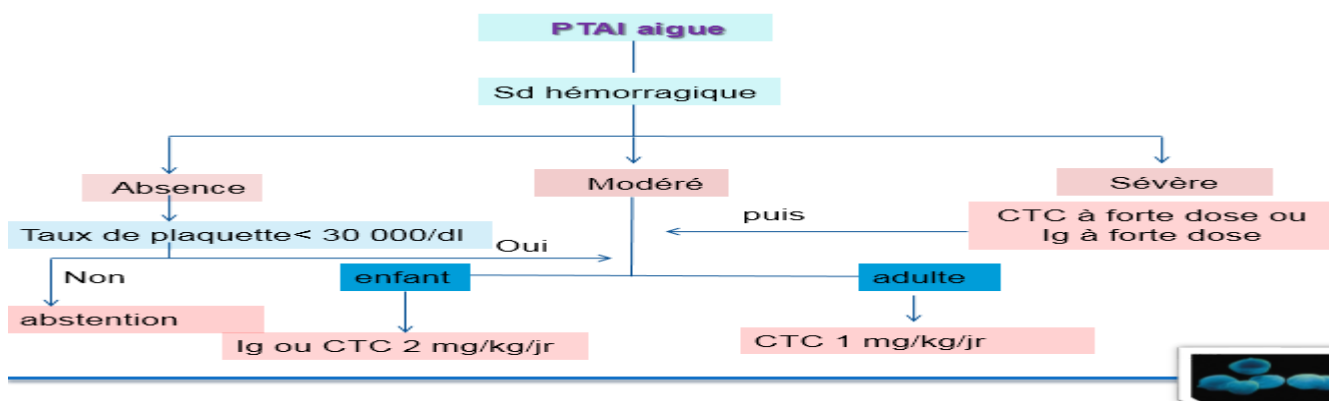 PTAI aigue
Sd hémorragique
Absence
Modéré
Sévère
Taux de plaquette< 30 000/dl
Oui
puis
CTC à forte dose ou
Ig à forte dose
Non
enfant
adulte
abstention
Ig ou CTC 2 mg/kg/jr
CTC 1 mg/kg/jr